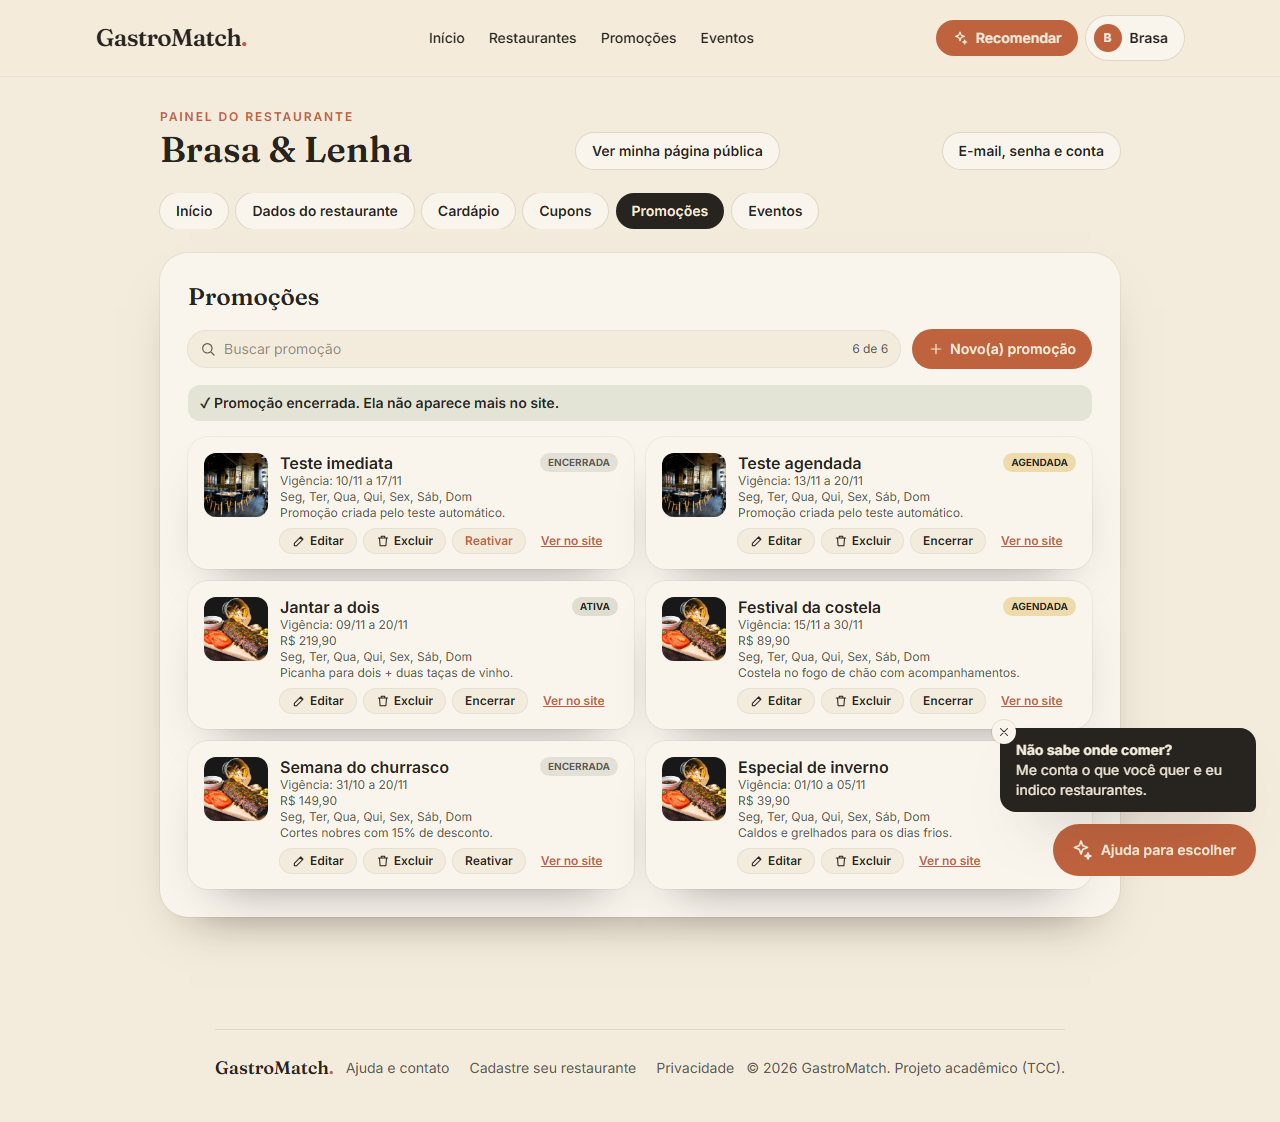 GastroMatch.
Início
Restaurantes
Promoções
Eventos
Recomendar
B
Brasa
PAINEL DO RESTAURANTE
Brasa & Lenha
Ver minha página pública
E-mail, senha e conta
Início
Dados do restaurante
Cardápio
Cupons
Promoções
Eventos
Promoções
Buscar promoção
6 de 6
+ Novo(a) promoção
✓ Promoção encerrada. Ela não aparece mais no site.
Teste imediata
ENCERRADA
Vigência: 10/11 a 17/11
Seg, Ter, Qua, Qui, Sex, Sáb, Dom
Promoção criada pelo teste automático.
Editar
Excluir
Reativar
Ver no site
Teste agendada
AGENDADA
Vigência: 13/11 a 20/11
Seg, Ter, Qua, Qui, Sex, Sáb, Dom
Promoção criada pelo teste automático.
Editar
Excluir
Encerrar
Ver no site
Jantar a dois
ATIVA
Vigência: 09/11 a 20/11
R$ 219,90
Seg, Ter, Qua, Qui, Sex, Sáb, Dom
Picanha para dois + duas taças de vinho.
Editar
Excluir
Encerrar
Ver no site
Festival da costela
AGENDADA
Vigência: 15/11 a 30/11
R$ 89,90
Seg, Ter, Qua, Qui, Sex, Sáb, Dom
Costela no fogo de chão com acompanhamentos.
Editar
Excluir
Encerrar
Ver no site
Semana do churrasco
ENCERRADA
Vigência: 31/10 a 20/11
R$ 149,90
Seg, Ter, Qua, Qui, Sex, Sáb, Dom
Cortes nobres com 15% de desconto.
Editar
Excluir
Reativar
Ver no site
Especial de inverno
Vigência: 01/10 a 05/11
R$ 39,90
Seg, Ter, Qua, Qui, Sex, Sáb, Dom
Caldos e grelhados para os dias frios.
Editar
Excluir
Ver no site
Não sabe onde comer?
Me conta o que você quer e eu
indico restaurantes.
Ajuda para escolher
GastroMatch.
Ajuda e contato
Cadastre seu restaurante
Privacidade
© 2026 GastroMatch. Projeto acadêmico (TCC).